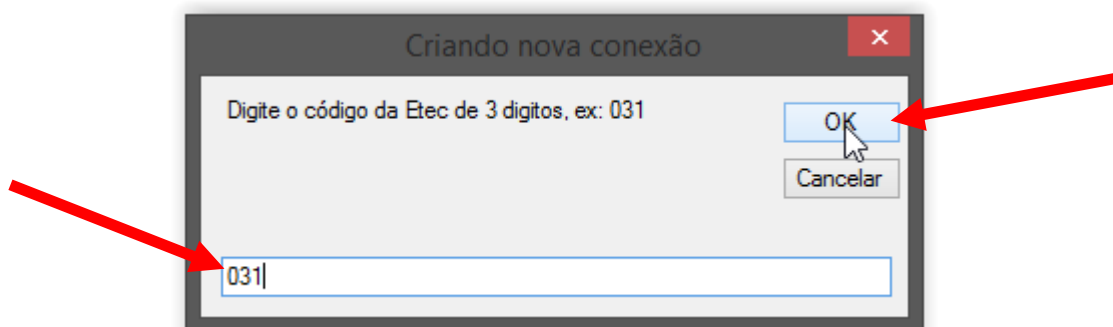 Criando nova conexão
Digite o código da Etec de 3 digitos, ex: 031
OK
Cancelar
031